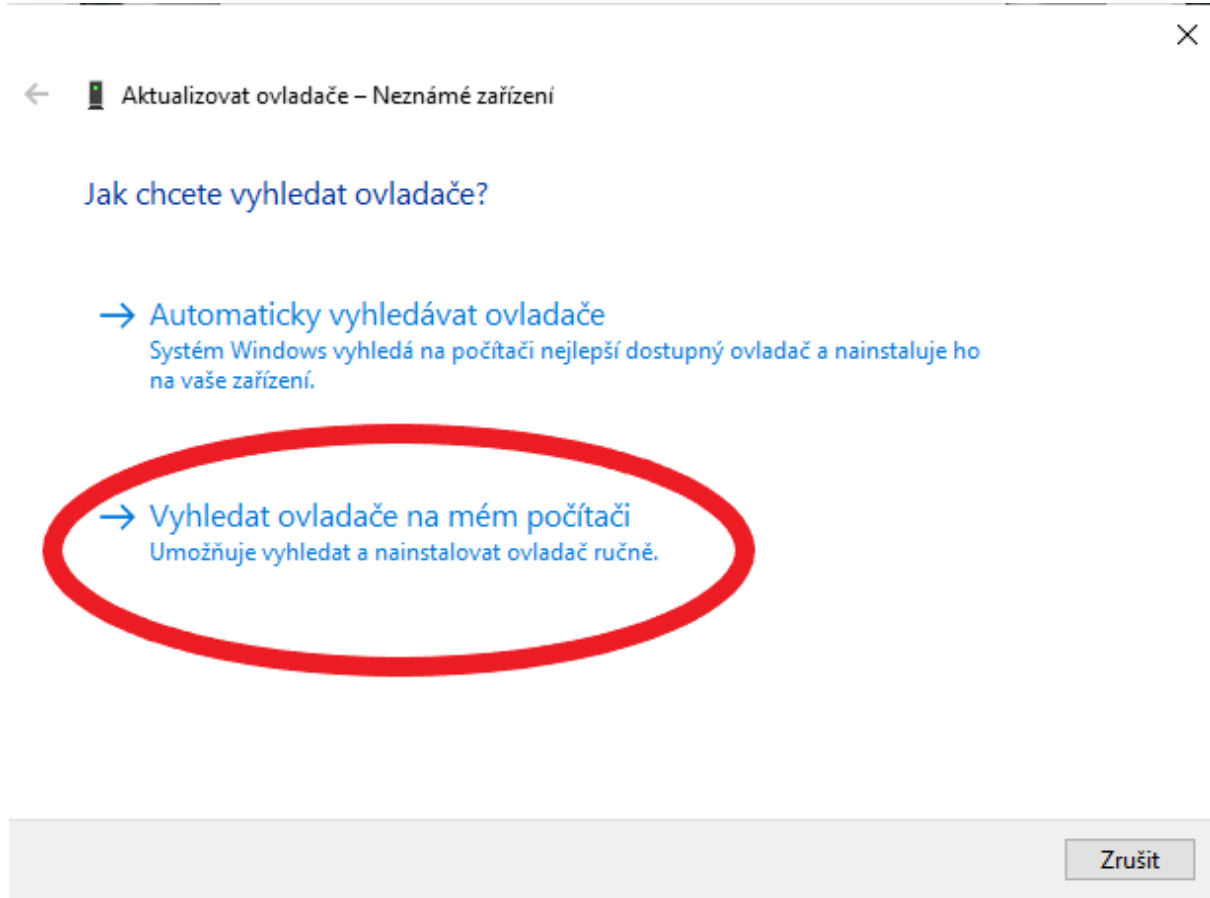 Aktualizovat ovladače – Neznámé zařízení
Jak chcete vyhledat ovladače?
Automaticky vyhledávat ovladače
Systém Windows vyhledá na počítači nejlepší dostupný ovladač a nainstaluje ho
na vaše zařízení.
Vyhledat ovladače na mém počítači
Umožňuje vyhledat a nainstalovat ovladač ručně.
Zrušit